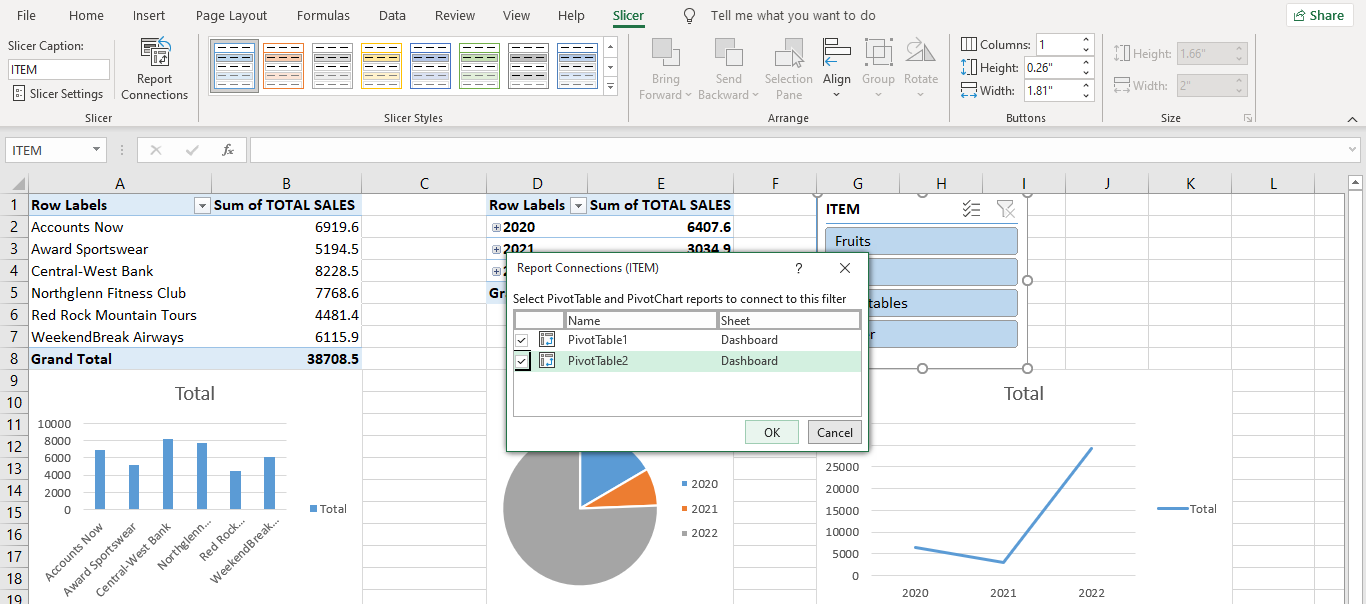 File Home Insert Page Layout Formulas Data Review View Help Slicer Tell me what you want to do Share
Slicer Caption:
ITEM
Slicer Settings
Report
Connections
Slicer
Slicer Styles
Bring
Forward
Send
Backward
Selection
Pane
Align
Group
Rotate
Arrange
Columns: 1
Height: 0.26"
Width: 1.81"
Buttons
Height: 1.66"
Width: 2"
Size
ITEM fx
A B C D E F G H I J K L
1 Row Labels Sum of TOTAL SALES Row Labels Sum of TOTAL SALES
2 Accounts Now 6919.6 2020 6407.6
3 Award Sportswear 5194.5 2021 3034.9
4 Central-West Bank 8228.5
5 Northglenn Fitness Club 7768.6 Gr
6 Red Rock Mountain Tours 4481.4
7 WeekendBreak Airways 6115.9
8 Grand Total 38708.5
9
10
11
12
13
14
15
16
17
18
19
ITEM
Fruits
tables
r
Report Connections (ITEM) ?
Select PivotTable and PivotChart reports to connect to this filter
Name Sheet
PivotTable1 Dashboard
PivotTable2 Dashboard
OK Cancel
Total
10000
8000
6000
4000
2000
0
Accounts Now
Award Sportswear
Central-West Bank
Northglenn...
Red Rock...
WeekendBreak...
Total
2020
2021
2022
Total
25000
20000
15000
10000
5000
0
2020 2021 2022
Total